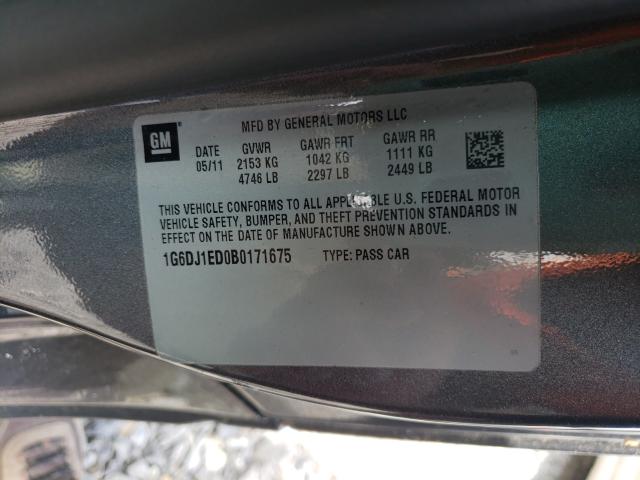 GM
MFD BY GENERAL MOTORS LLC
DATE GVWR GAWR FRT GAWR RR
05/11 2153 KG 1042 KG 1111 KG
4746 LB 2297 LB 2449 LB
THIS VEHICLE CONFORMS TO ALL APPLICABLE U.S. FEDERAL MOTOR
VEHICLE SAFETY, BUMPER, AND THEFT PREVENTION STANDARDS IN
EFFECT ON THE DATE OF MANUFACTURE SHOWN ABOVE.
1G6DJ1ED0B0171675 TYPE: PASS CAR